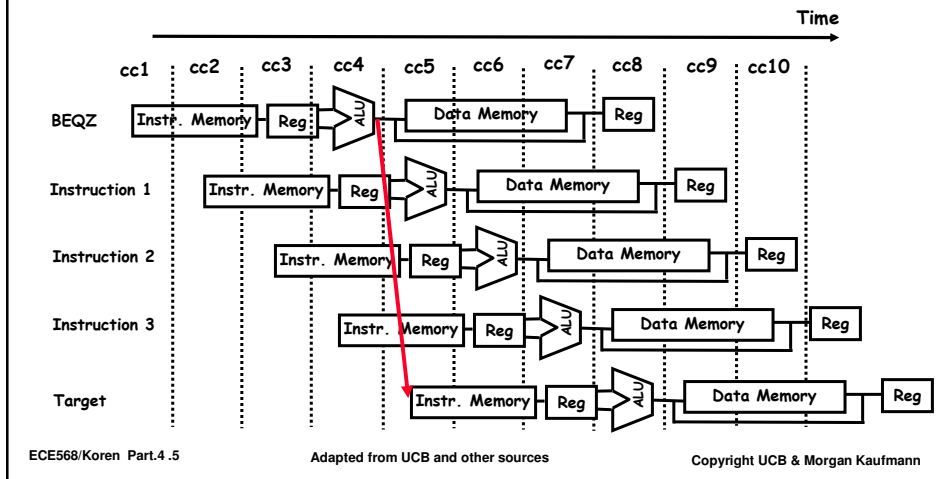 Time
cc1 cc2 cc3 cc4 cc5 cc6 cc7 cc8 cc9 cc10
BEQZ Instr. Memory Reg ALU Data Memory Reg
Instruction 1 Instr. Memory Reg ALU Data Memory Reg
Instruction 2 Instr. Memory Reg ALU Data Memory Reg
Instruction 3 Instr. Memory Reg ALU Data Memory Reg
Target Instr. Memory Reg ALU Data Memory Reg
ECE568/Koren Part.4 .5 Adapted from UCB and other sources Copyright UCB & Morgan Kaufmann